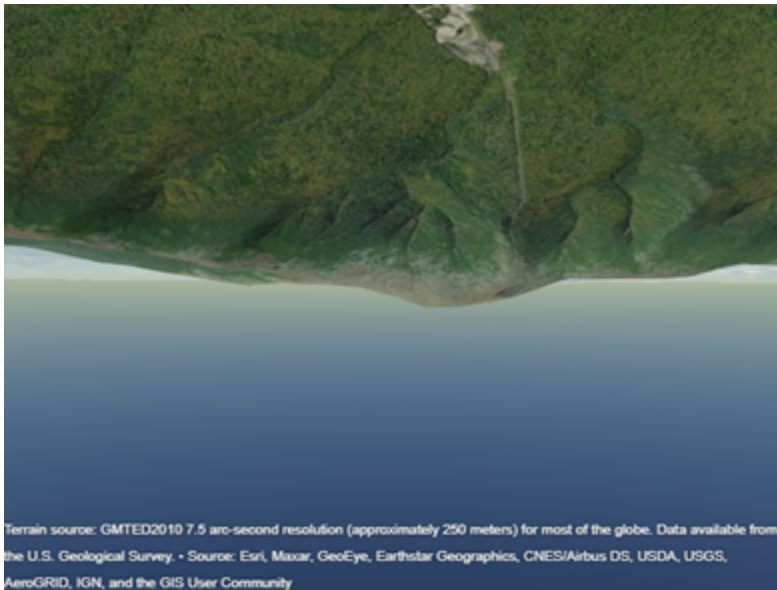 Terrain source: GMTED2010 7.5 arc-second resolution (approximately 250 meters) for most of the globe. Data available from
the U.S. Geological Survey. • Source: Esri, Maxar, GeoEye, Earthstar Geographics, CNES/Airbus DS, USDA, USGS,
AeroGRID, IGN, and the GIS User Community